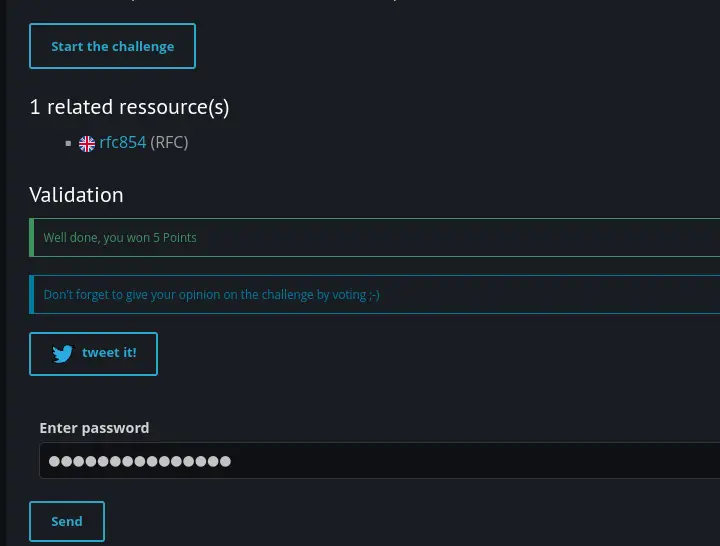 Start the challenge
1 related ressource(s)
rfc854 (RFC)
Validation
Well done, you won 5 Points
Don't forget to give your opinion on the challenge by voting ;-)
tweet it!
Enter password
●●●●●●●●●●●●●●●
Send